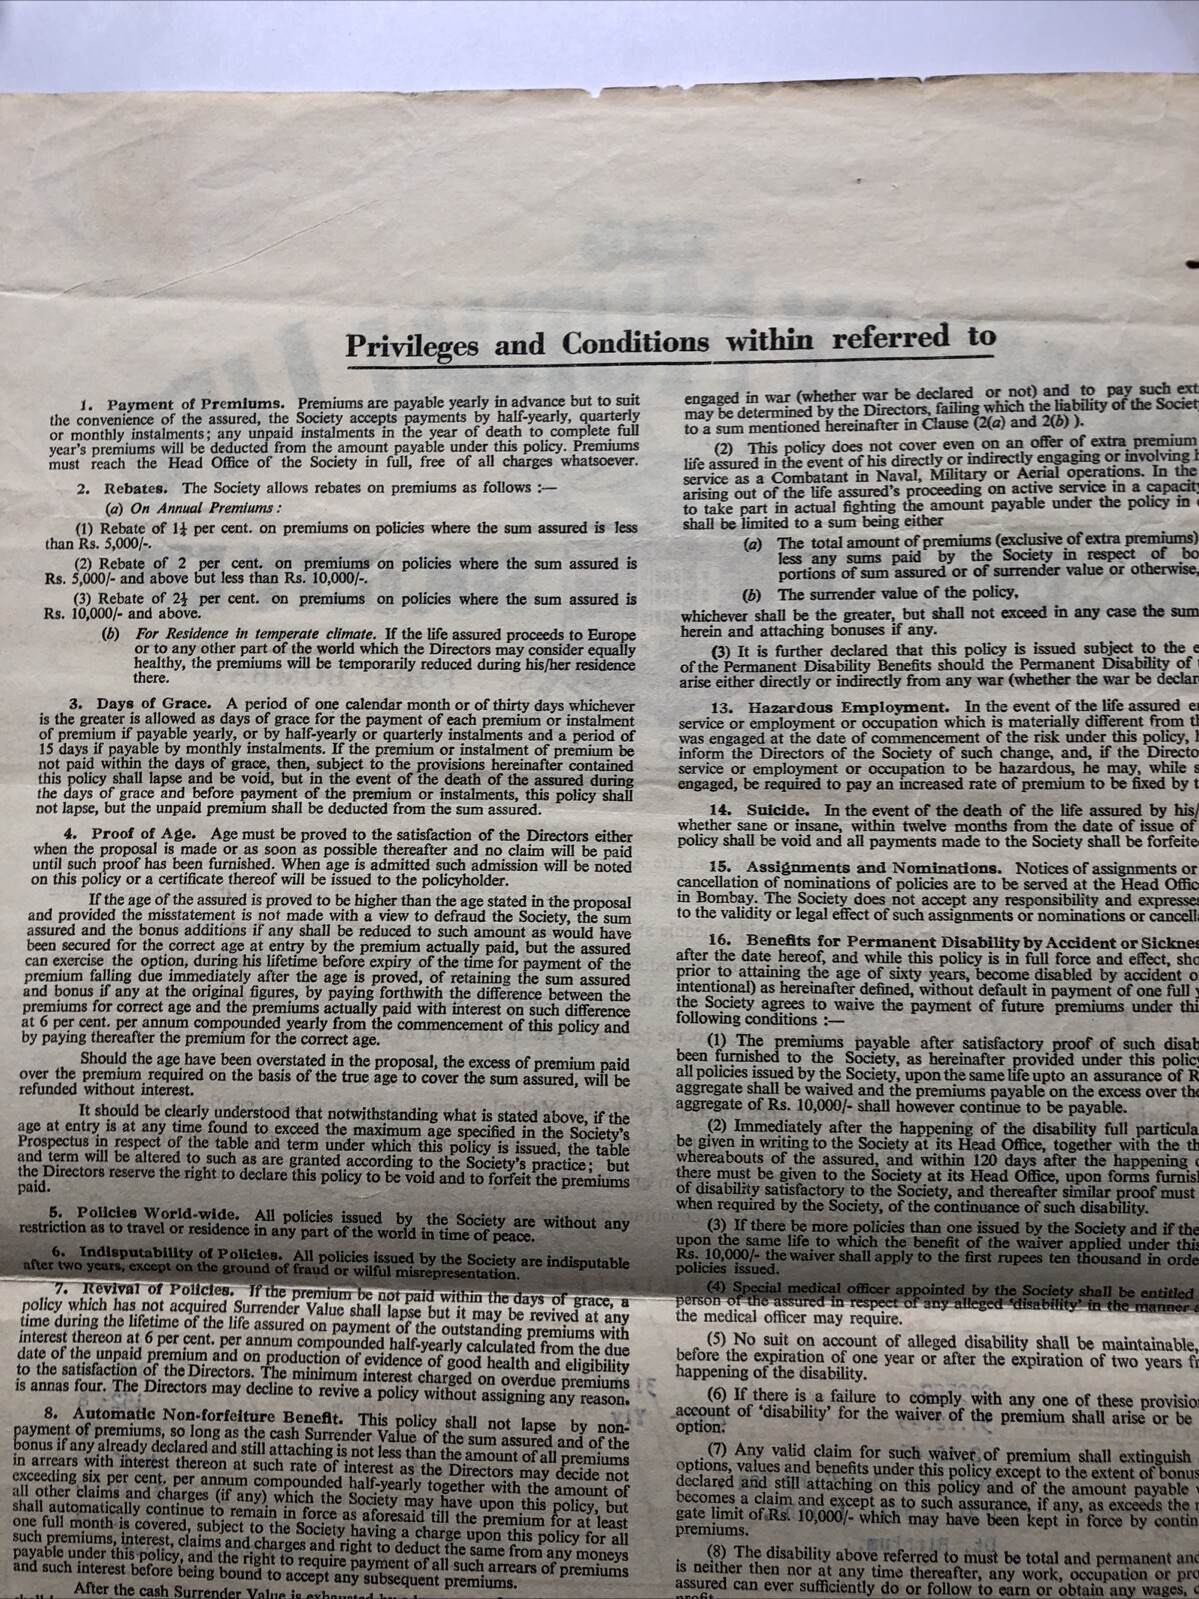 Privileges and Conditions within referred to
1. Payment of Premiums. Premiums are payable yearly in advance but to suit
the convenience of the assured, the Society accepts payments by half-yearly, quarterly
or monthly instalments; any unpaid instalments in the year of death to complete full
year's premiums will be deducted from the amount payable under this policy. Premiums
must reach the Head Office of the Society in full, free of all charges whatsoever.
2. Rebates. The Society allows rebates on premiums as follows :—
(a) On Annual Premiums :
(1) Rebate of 1¼ per cent. on premiums on policies where the sum assured is less
than Rs. 5,000/-.
(2) Rebate of 2 per cent. on premiums on policies where the sum assured is
Rs. 5,000/- and above but less than Rs. 10,000/-.
(3) Rebate of 2½ per cent. on premiums on policies where the sum assured is
Rs. 10,000/- and above.
(b) For Residence in temperate climate. If the life assured proceeds to Europe
or to any other part of the world which the Directors may consider equally
healthy, the premiums will be temporarily reduced during his/her residence
there.
3. Days of Grace. A period of one calendar month or of thirty days whichever
is the greater is allowed as days of grace for the payment of each premium or instalment
of premium if payable yearly, or by half-yearly or quarterly instalments and a period of
15 days if payable by monthly instalments. If the premium or instalment of premium be
not paid within the days of grace, then, subject to the provisions hereinafter contained
this policy shall lapse and be void, but in the event of the death of the assured during
the days of grace and before payment of the premium or instalments, this policy shall
not lapse, but the unpaid premium shall be deducted from the sum assured.
4. Proof of Age. Age must be proved to the satisfaction of the Directors either
when the proposal is made or as soon as possible thereafter and no claim will be paid
until such proof has been furnished. When age is admitted such admission will be noted
on this policy or a certificate thereof will be issued to the policyholder.
If the age of the assured is proved to be higher than the age stated in the proposal
and provided the misstatement is not made with a view to defraud the Society, the sum
assured and the bonus additions if any shall be reduced to such amount as would have
been secured for the correct age at entry by the premium actually paid, but the assured
can exercise the option, during his lifetime before expiry of the time for payment of the
premium falling due immediately after the age is proved, of retaining the sum assured
and bonus if any at the original figures, by paying forthwith the difference between the
premiums for correct age and the premiums actually paid with interest on such difference
at 6 per cent. per annum compounded yearly from the commencement of this policy and
by paying thereafter the premium for the correct age.
Should the age have been overstated in the proposal, the excess of premium paid
over the premium required on the basis of the true age to cover the sum assured, will be
refunded without interest.
It should be clearly understood that notwithstanding what is stated above, if the
age at entry is at any time found to exceed the maximum age specified in the Society's
Prospectus in respect of the table and term under which this policy is issued, the table
and term will be altered to such as are granted according to the Society's practice; but
the Directors reserve the right to declare this policy to be void and to forfeit the premiums
paid.
5. Policies World-wide. All policies issued by the Society are without any
restriction as to travel or residence in any part of the world in time of peace.
6. Indisputability of Policies. All policies issued by the Society are indisputable
after two years, except on the ground of fraud or wilful misrepresentation.
7. Revival of Policies. If the premium be not paid within the days of grace, a
policy which has not acquired Surrender Value shall lapse but it may be revived at any
time during the lifetime of the life assured on payment of the outstanding premiums with
interest thereon at 6 per cent. per annum compounded half-yearly calculated from the due
date of the unpaid premium and on production of evidence of good health and eligibility
to the satisfaction of the Directors. The minimum interest charged on overdue premiums
is annas four. The Directors may decline to revive a policy without assigning any reason.
8. Automatic Non-forfeiture Benefit. This policy shall not lapse by non-
payment of premiums, so long as the cash Surrender Value of the sum assured and of the
bonus if any already declared and still attaching is not less than the amount of all premiums
in arrears with interest thereon at such rate of interest as the Directors may decide not
exceeding six per cent. per annum compounded half-yearly together with the amount of
all other claims and charges (if any) which the Society may have upon this policy, but
shall automatically continue to remain in force as aforesaid till the premium for at least
one full month is covered, subject to the Society having a charge upon this policy for all
such premiums, interest, claims and charges and right to deduct the same from any moneys
payable under this policy, and the right to require payment of all such arrears of premiums
and such interest before being bound to accept any subsequent premiums.
After the cash Surrender Value is exhausted
engaged in war (whether war be declared or not) and to pay such ext
may be determined by the Directors, failing which the liability of the Societ
to a sum mentioned hereinafter in Clause (2(a) and 2(b) ).
(2) This policy does not cover even on an offer of extra premium
life assured in the event of his directly or indirectly engaging or involving h
service as a Combatant in Naval, Military or Aerial operations. In the
arising out of the life assured's proceeding on active service in a capacity
to take part in actual fighting the amount payable under the policy in
shall be limited to a sum being either
(a) The total amount of premiums (exclusive of extra premiums)
less any sums paid by the Society in respect of bo
portions of sum assured or of surrender value or otherwise,
(b) The surrender value of the policy,
whichever shall be the greater, but shall not exceed in any case the sum
herein and attaching bonuses if any.
(3) It is further declared that this policy is issued subject to the e
of the Permanent Disability Benefits should the Permanent Disability of
arise either directly or indirectly from any war (whether the war be declar
13. Hazardous Employment. In the event of the life assured e
service or employment or occupation which is materially different from t
was engaged at the date of commencement of the risk under this policy, h
inform the Directors of the Society of such change, and, if the Directo
service or employment or occupation to be hazardous, he may, while s
engaged, be required to pay an increased rate of premium to be fixed by t
14. Suicide. In the event of the death of the life assured by his/
whether sane or insane, within twelve months from the date of issue of
policy shall be void and all payments made to the Society shall be forfeite
15. Assignments and Nominations. Notices of assignments or
cancellation of nominations of policies are to be served at the Head Offic
in Bombay. The Society does not accept any responsibility and expresse
to the validity or legal effect of such assignments or nominations or cancell
16. Benefits for Permanent Disability by Accident or Sickne
after the date hereof, and while this policy is in full force and effect, sho
prior to attaining the age of sixty years, become disabled by accident o
intentional) as hereinafter defined, without default in payment of one full y
the Society agrees to waive the payment of future premiums under thi
following conditions :—
(1) The premiums payable after satisfactory proof of such disab
been furnished to the Society, as hereinafter provided under this policy
all policies issued by the Society, upon the same life upto an assurance of R
aggregate shall be waived and the premiums payable on the excess over the
aggregate of Rs. 10,000/- shall however continue to be payable.
(2) Immediately after the happening of the disability full particula
be given in writing to the Society at its Head Office, together with the th
whereabouts of the assured, and within 120 days after the happening
there must be given to the Society at its Head Office, upon forms furnish
of disability satisfactory to the Society, and thereafter similar proof must
when required by the Society, of the continuance of such disability.
(3) If there be more policies than one issued by the Society and if the
upon the same life to which the benefit of the waiver applied under this
Rs. 10,000/- the waiver shall apply to the first rupees ten thousand in orde
policies issued.
(4) Special medical officer appointed by the Society shall be entitled
person of the assured in respect of any alleged 'disability' in the manner a
the medical officer may require.
(5) No suit on account of alleged disability shall be maintainable,
before the expiration of one year or after the expiration of two years fr
happening of the disability.
(6) If there is a failure to comply with any one of these provision
account of 'disability' for the waiver of the premium shall arise or be
option.
(7) Any valid claim for such waiver of premium shall extinguish
options, values and benefits under this policy except to the extent of bonus
declared and still attaching on this policy and of the amount payable
becomes a claim and except as to such assurance, if any, as exceeds the
gate limit of Rs. 10,000/- which may have been kept in force by contin
premiums.
(8) The disability above referred to must be total and permanent and
is neither then nor at any time thereafter, any work, occupation or pro
assured can ever sufficiently do or follow to earn or obtain any wages,
profit.